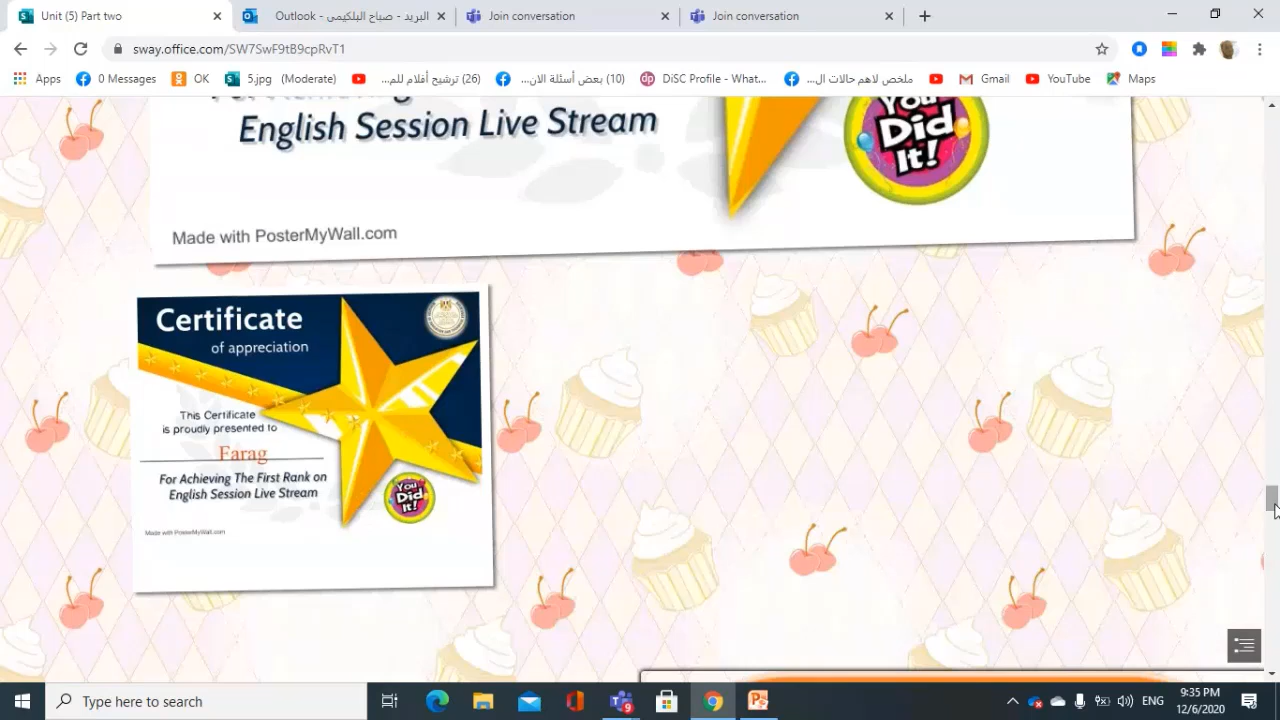 Unit (5) Part two
Outlook - البريد - صباح البلكيمى
Join conversation
Join conversation
sway.office.com/SW7SwF9tB9cpRvT1
Apps
0 Messages
OK
5.jpg (Moderate)
(26) ترشيح أفلام للم...
(10) بعض أسئلة الان...
DiSC Profile - What...
ملخص لاهم حالات ال...
Gmail
YouTube
Maps
English Session Live Stream
You
Did
It!
Made with PosterMyWall.com
Certificate
of appreciation
This Certificate
is proudly presented to
Farag
For Achieving The First Rank on
English Session Live Stream
You
Did
It!
Made with PosterMyWall.com
Type here to search
9
ENG
9:35 PM
12/6/2020